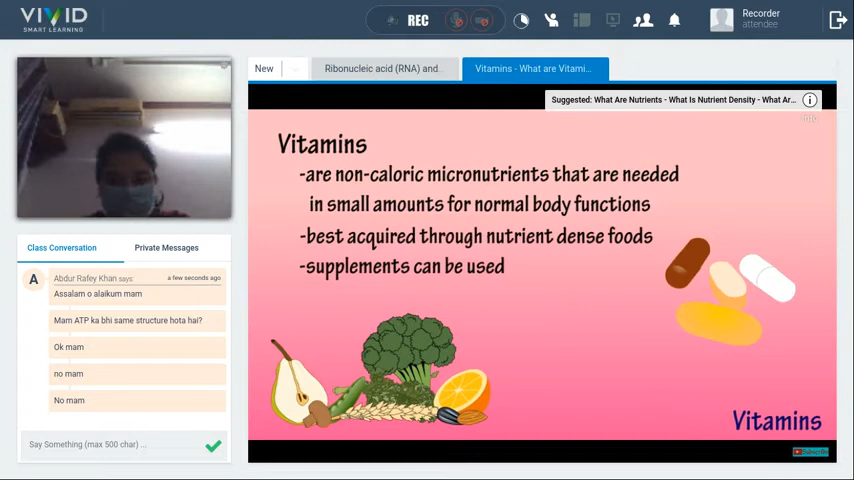 VIVID
SMART LEARNING
REC
Recorder
attendee
New
Ribonucleic acid (RNA) and..
Vitamins - What are Vitami...
Suggested: What Are Nutrients - What Is Nutrient Density - What Ar...
Info
Vitamins
-are non-caloric micronutrients that are needed
in small amounts for normal body functions
-best acquired through nutrient dense foods
-supplements can be used
Vitamins
Subscribe
Class Conversation
Private Messages
A
Abdur Rafey Khan says:
a few seconds ago
Assalam o alaikum mam
Mam ATP ka bhi same structure hota hai?
Ok mam
no mam
No mam
Say Something (max 500 char) ...